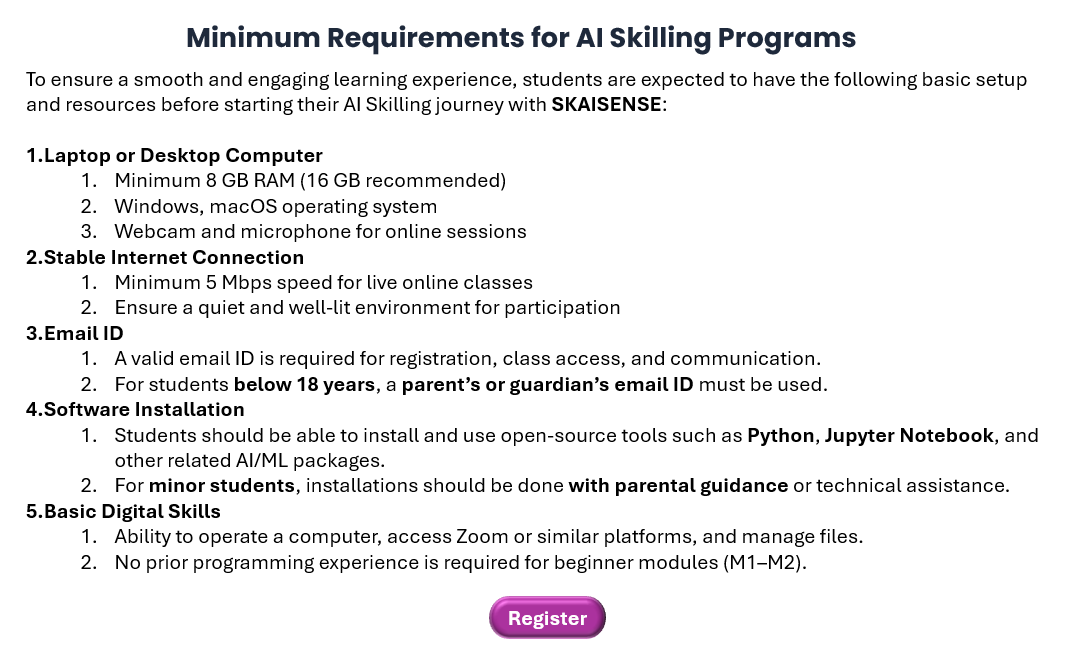 Minimum Requirements for AI Skilling Programs
To ensure a smooth and engaging learning experience, students are expected to have the following basic setup
and resources before starting their AI Skilling journey with SKAISENSE:
1.Laptop or Desktop Computer
1. Minimum 8 GB RAM (16 GB recommended)
2. Windows, macOS operating system
3. Webcam and microphone for online sessions
2.Stable Internet Connection
1. Minimum 5 Mbps speed for live online classes
2. Ensure a quiet and well-lit environment for participation
3.Email ID
1. A valid email ID is required for registration, class access, and communication.
2. For students below 18 years, a parent’s or guardian’s email ID must be used.
4.Software Installation
1. Students should be able to install and use open-source tools such as Python, Jupyter Notebook, and
other related AI/ML packages.
2. For minor students, installations should be done with parental guidance or technical assistance.
5.Basic Digital Skills
1. Ability to operate a computer, access Zoom or similar platforms, and manage files.
2. No prior programming experience is required for beginner modules (M1–M2).
Register